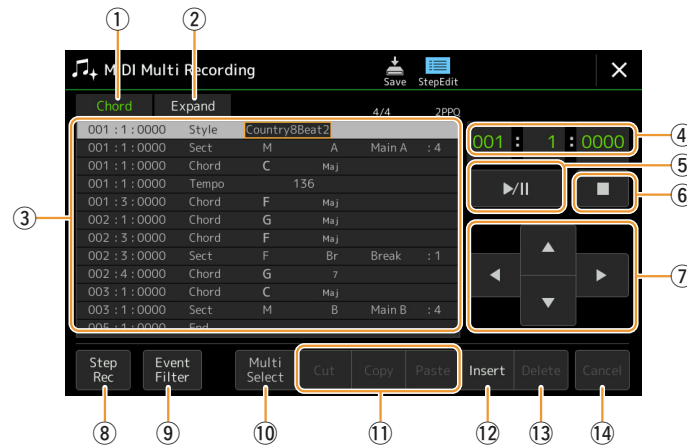 ① ②
MIDI Multi Recording Save StepEdit
Chord Expand 4/4 2PPQ
001 : 1 : 0000 Style Country8Beat2
001 : 1 : 0000 Sect M A Main A : 4
001 : 1 : 0000 Chord C Maj
001 : 1 : 0000 Tempo 136
001 : 3 : 0000 Chord F Maj
002 : 1 : 0000 Chord G Maj
002 : 3 : 0000 Chord F Maj
002 : 3 : 0000 Sect F Br Break : 1
002 : 4 : 0000 Chord G 7
003 : 1 : 0000 Chord C Maj
003 : 1 : 0000 Sect M B Main B : 4
005 : 1 : 0000 End
③
001 : 1 : 0000 ④
⑤
⑥
⑦
Step Rec
Event Filter
Multi Select
Cut Copy Paste Insert Delete Cancel
⑧ ⑨ ⑩ ⑪ ⑫ ⑬ ⑭